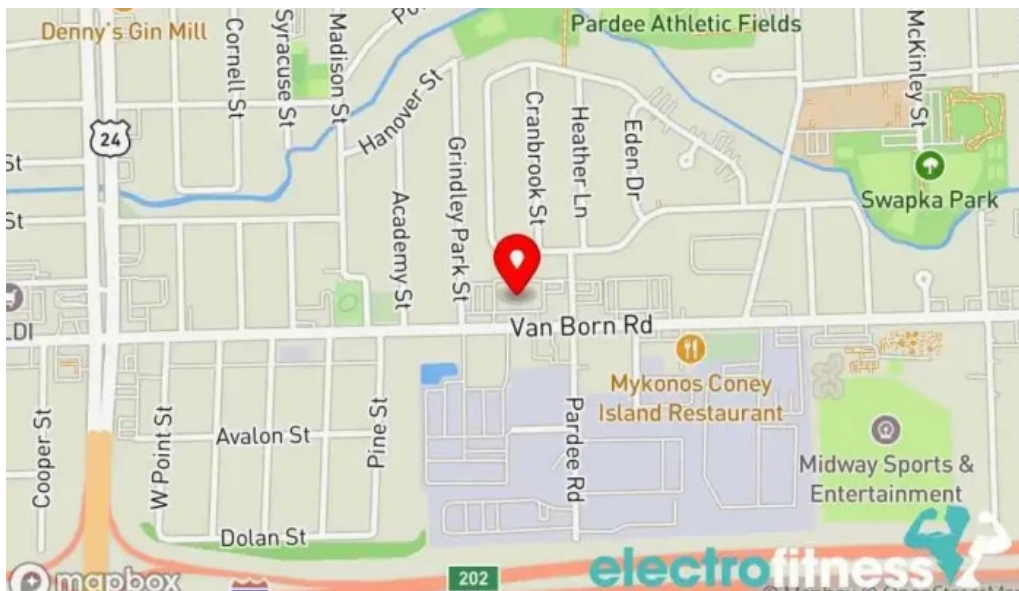 Denny's Gin Mill
Pardee Athletic Fields
Cornell St
Syracuse St
Madison St
McKinley St
24
Hanover St
Grindley Park St
Cranbrook St
Heather Ln
Eden Dr
St
Swapka Park
St
Academy St
LDI
Van Born Rd
Mykonos Coney
Island Restaurant
Cooper St
W Point St
Avalon St
Pine St
Pardee Rd
Midway Sports &
Entertainment
Dolan St
202
electrofitness
mapbox